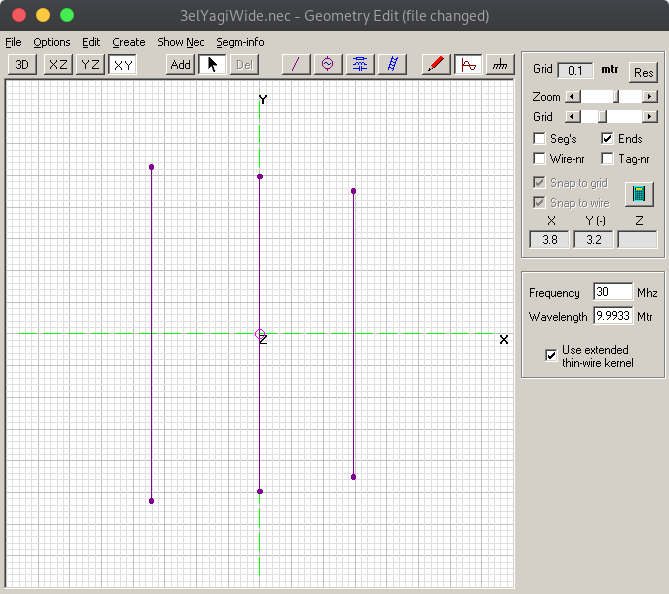 3elYagiWide.nec - Geometry Edit (file changed)
File Options Edit Create Show Nec Segm-info
3D XZ YZ XY Add Del
Grid 0.1 mtr Res
Zoom
Grid
Seg's Ends
Wire-nr Tag-nr
Snap to grid
Snap to wire
X Y (-) Z
3.8 3.2
Frequency 30 Mhz
Wavelength 9.9933 Mtr
Use extended
thin-wire kernel
Y
Z
X